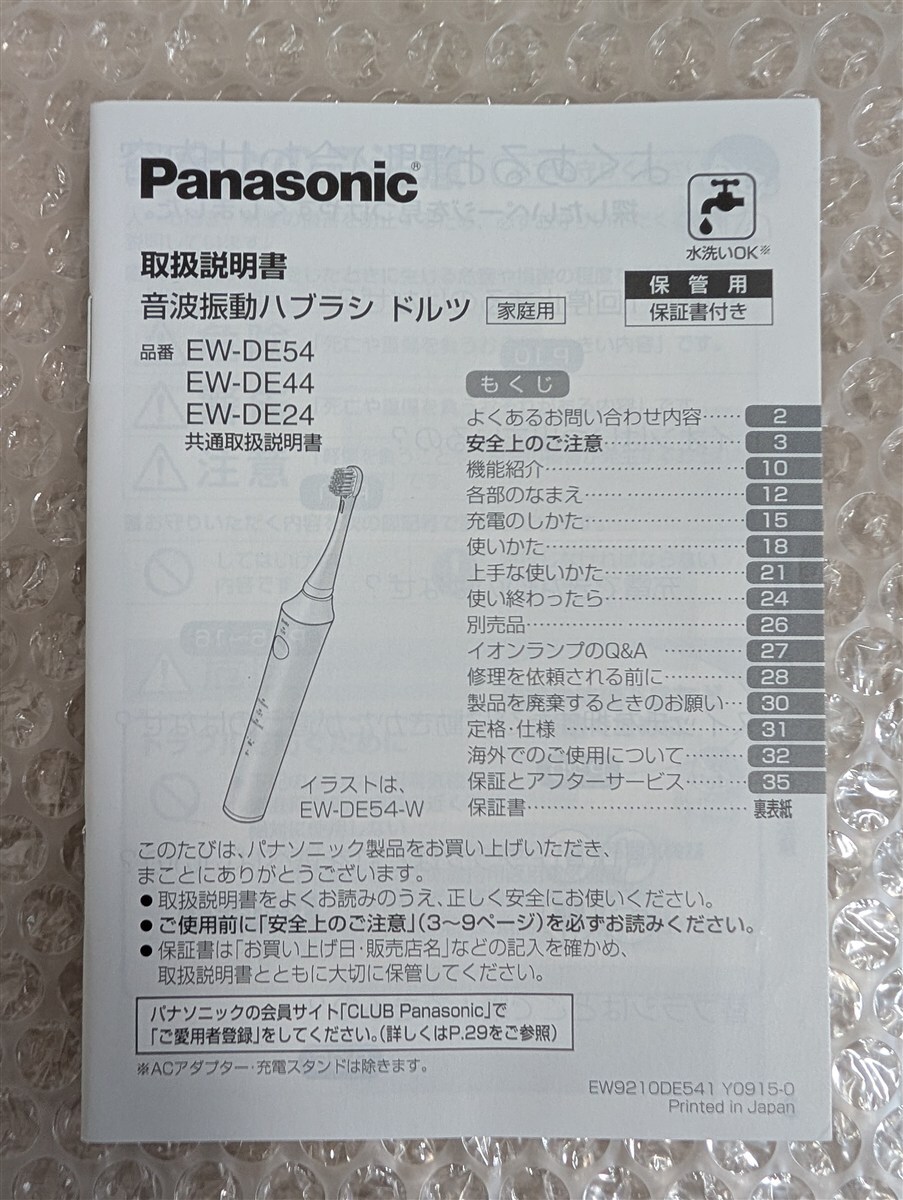 Panasonic®
水洗いOK※
取扱説明書
保管用
保証書付き
音波振動ハブラシ ドルツ 家庭用
品番 EW-DE54
EW-DE44
EW-DE24
共通取扱説明書
もくじ
よくあるお問い合わせ内容…… 2
安全上のご注意…………………… 3
機能紹介…………………………… 10
各部のなまえ……………………… 12
充電のしかた……………………… 15
使いかた…………………………… 18
上手な使いかた…………………… 21
使い終わったら…………………… 24
別売品……………………………… 26
イオンランプのQ&A ………… 27
修理を依頼される前に………… 28
製品を廃棄するときのお願い… 30
定格・仕様………………………… 31
海外でのご使用について……… 32
保証とアフターサービス……… 35
保証書……………………………… 裏表紙
イラストは、
EW-DE54-W
このたびは、パナソニック製品をお買い上げいただき、
まことにありがとうございます。
● 取扱説明書をよくお読みのうえ、正しく安全にお使いください。
● ご使用前に「安全上のご注意」(3～9ページ)を必ずお読みください。
● 保証書は「お買い上げ日・販売店名」などの記入を確かめ、
取扱説明書とともに大切に保管してください。
パナソニックの会員サイト「CLUB Panasonic」で
「ご愛用者登録」をしてください。(詳しくはP.29をご参照)
※ACアダプター・充電スタンドは除きます。
EW9210DE541 Y0915-0
Printed in Japan